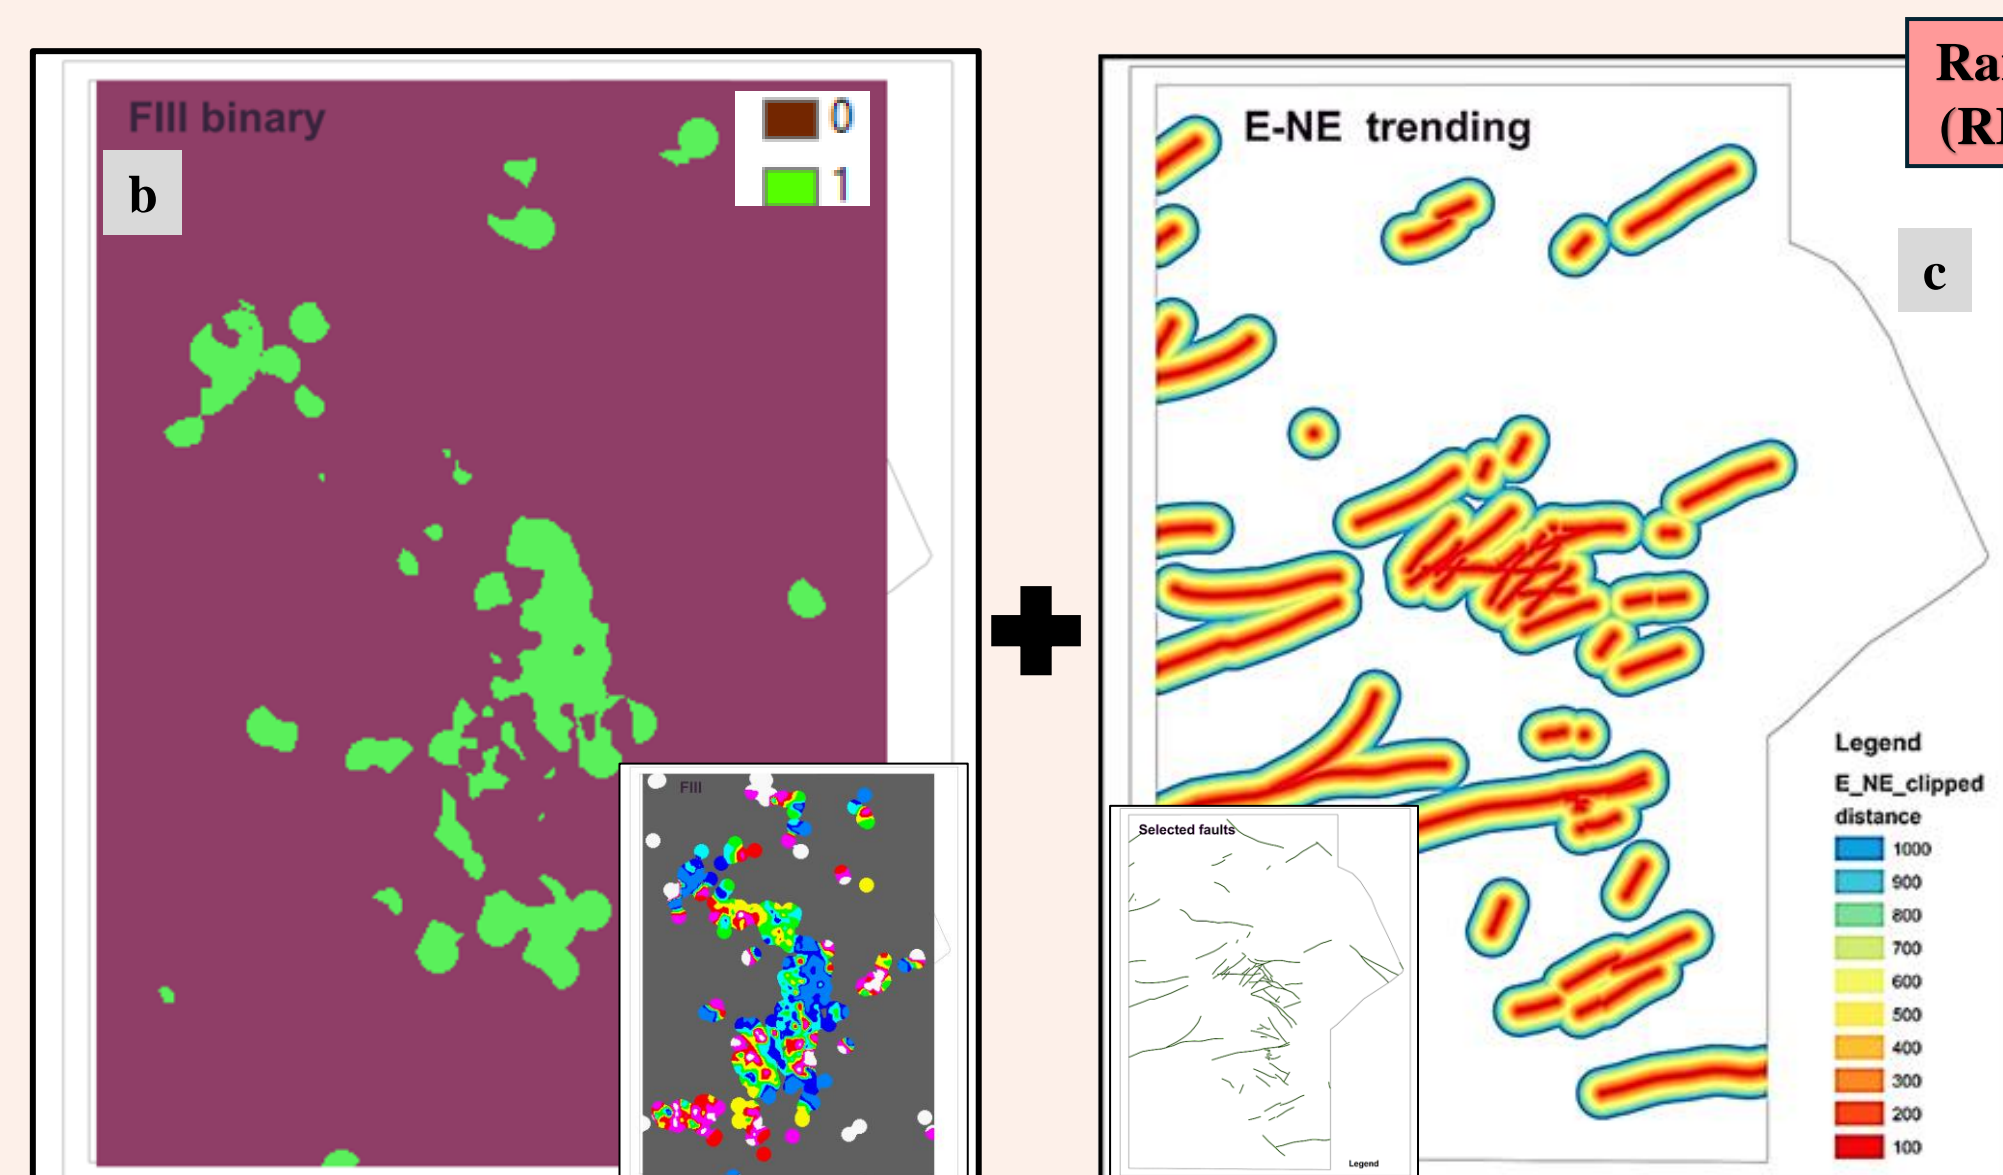 FIII binary
0
1
b
FIII
E-NE trending
c
Selected faults
Legend
Legend
E_NE_clipped
distance
1000
900
800
700
600
500
400
300
200
100